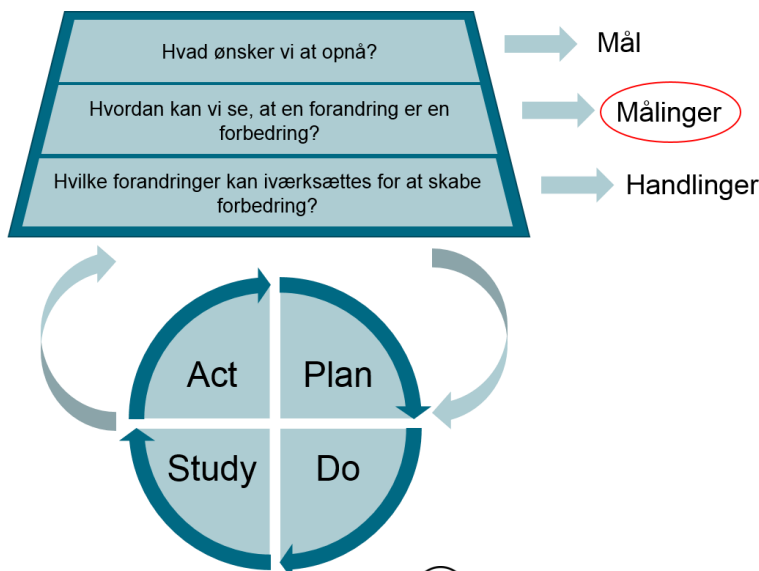 Hvad ønsker vi at opnå?
Mål
Hvordan kan vi se, at en forandring er en
forbedring?
Målinger
Hvilke forandringer kan iværksættes for at skabe
forbedring?
Handlinger
Act
Plan
Study
Do